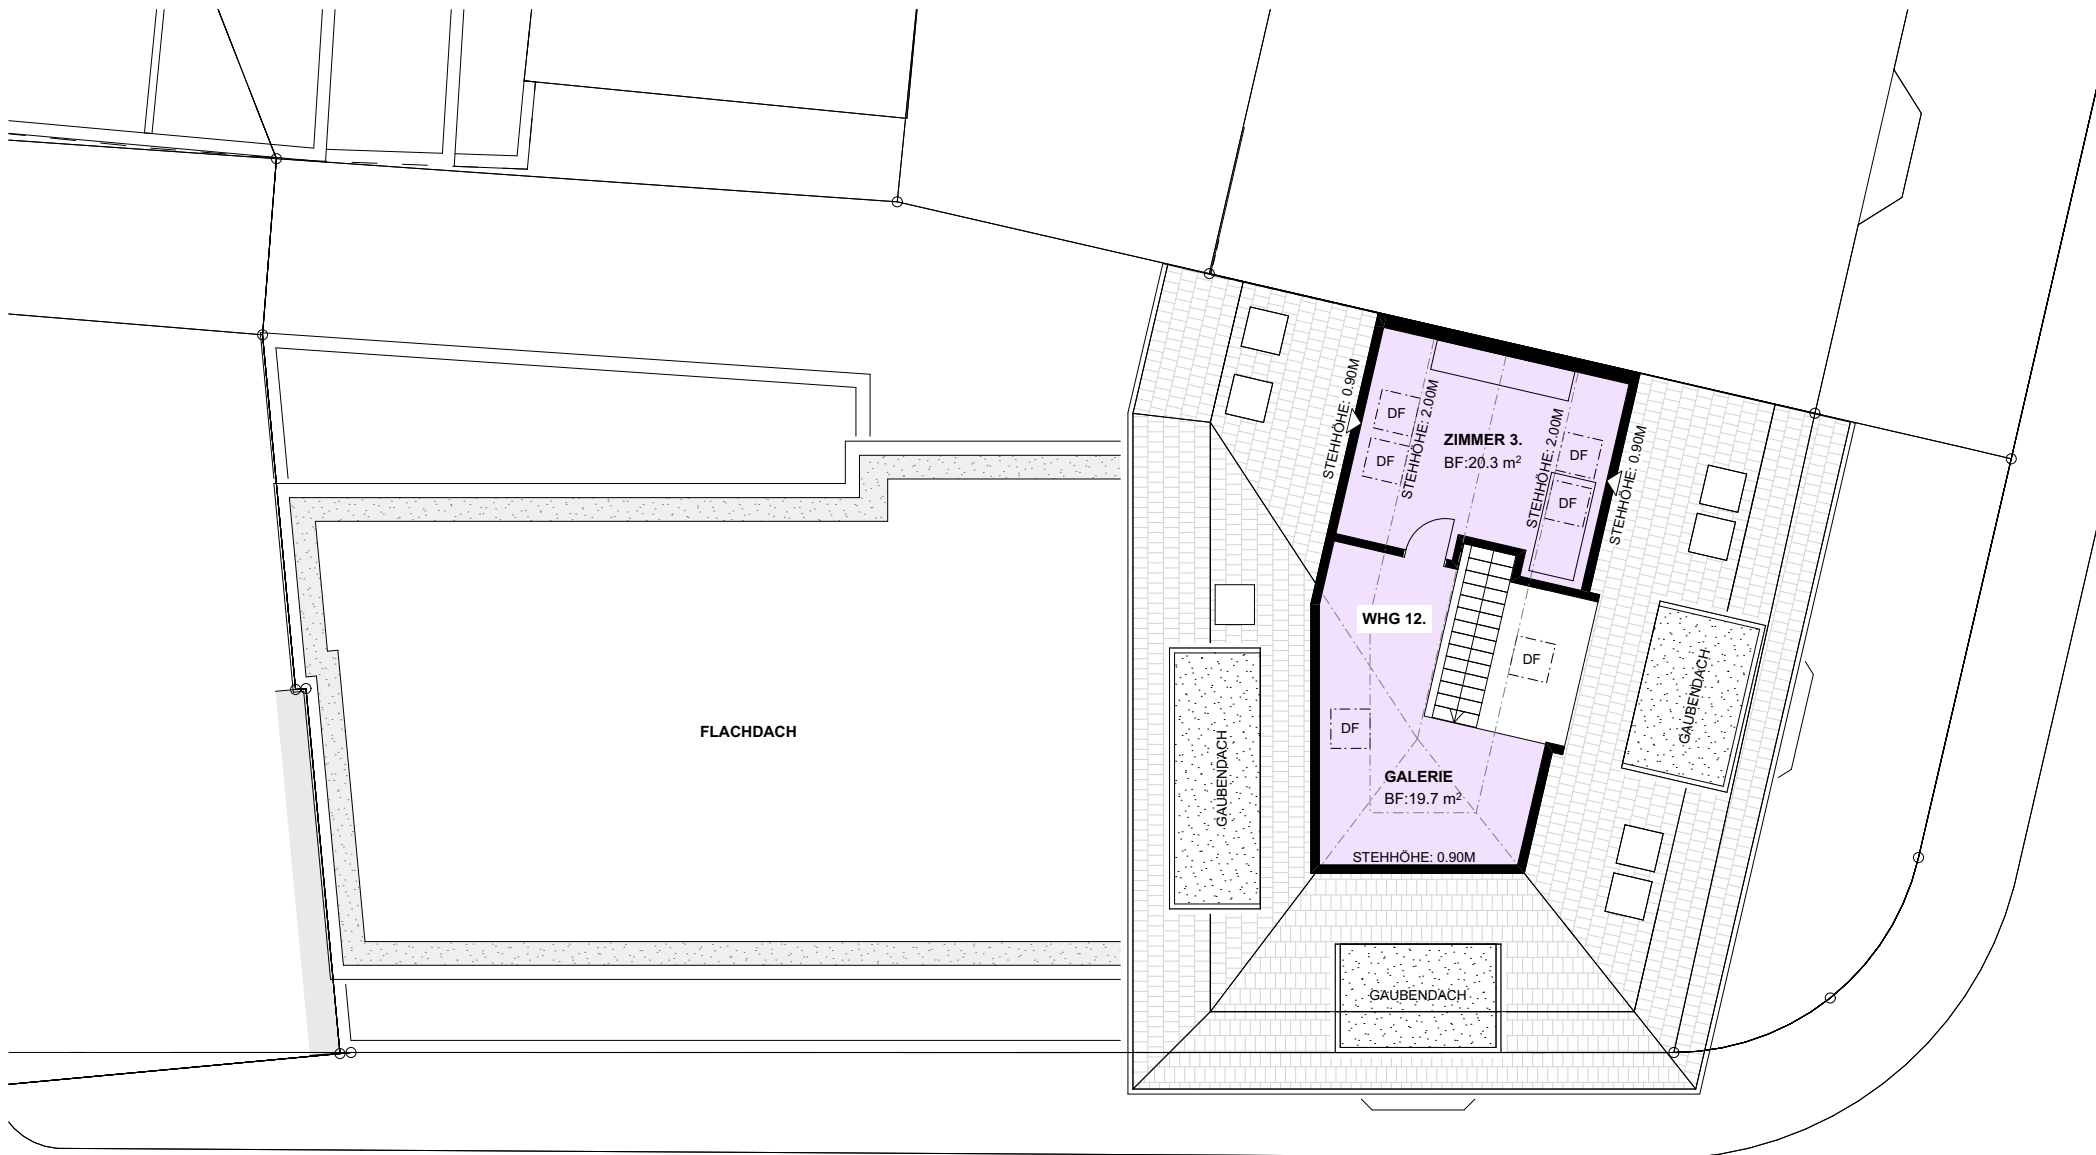 STEHHÖHE: 0.90M
STEHHÖHE: 2.00M
DF
DF
ZIMMER 3.
BF:20.3 m²
STEHHÖHE: 2.00M
DF
DF
STEHHÖHE: 0.90M
WHG 12.
DF
DF
GALERIE
BF:19.7 m²
STEHHÖHE: 0.90M
FLACHDACH
GAUBENDACH
GAUBENDACH
GAUBENDACH